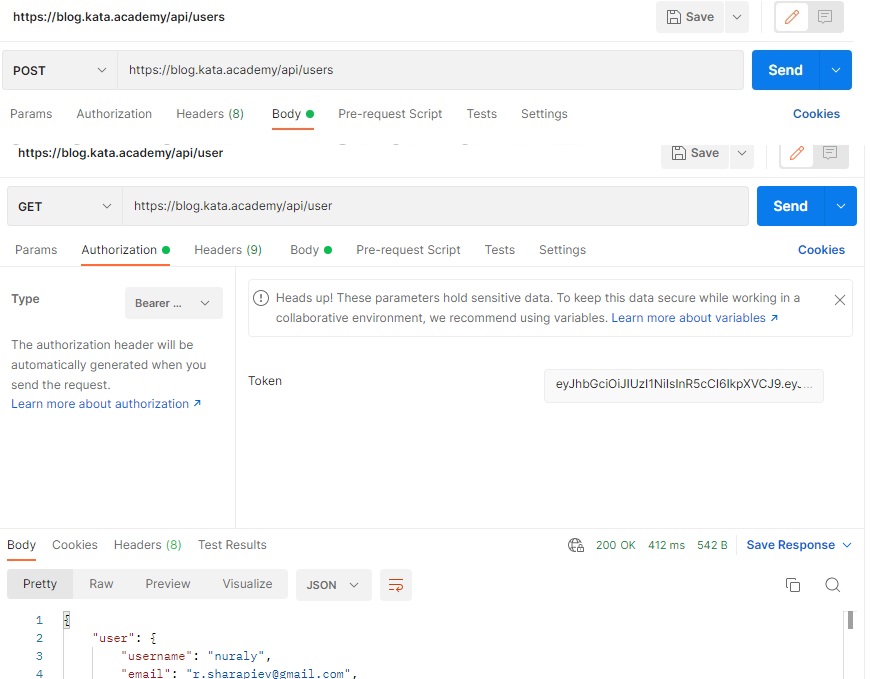 https://blog.kata.academy/api/users
Save
POST
https://blog.kata.academy/api/users
Send
Params Authorization Headers (8) Body Pre-request Script Tests Settings Cookies
https://blog.kata.academy/api/user
Save
GET
https://blog.kata.academy/api/user
Send
Params Authorization Headers (9) Body Pre-request Script Tests Settings Cookies
Type
Bearer ...
The authorization header will be
automatically generated when you
send the request.
Learn more about authorization ↗
Heads up! These parameters hold sensitive data. To keep this data secure while working in a
collaborative environment, we recommend using variables. Learn more about variables ↗
Token
eyJhbGciOiJIUzI1NiIsInR5cCI6IkpXVCJ9.ey...
Body Cookies Headers (8) Test Results
200 OK 412 ms 542 B Save Response
Pretty Raw Preview Visualize JSON
1 {
2 "user": {
3 "username": "nuraly",
4 "email": "r.sharapiev@gmail.com",